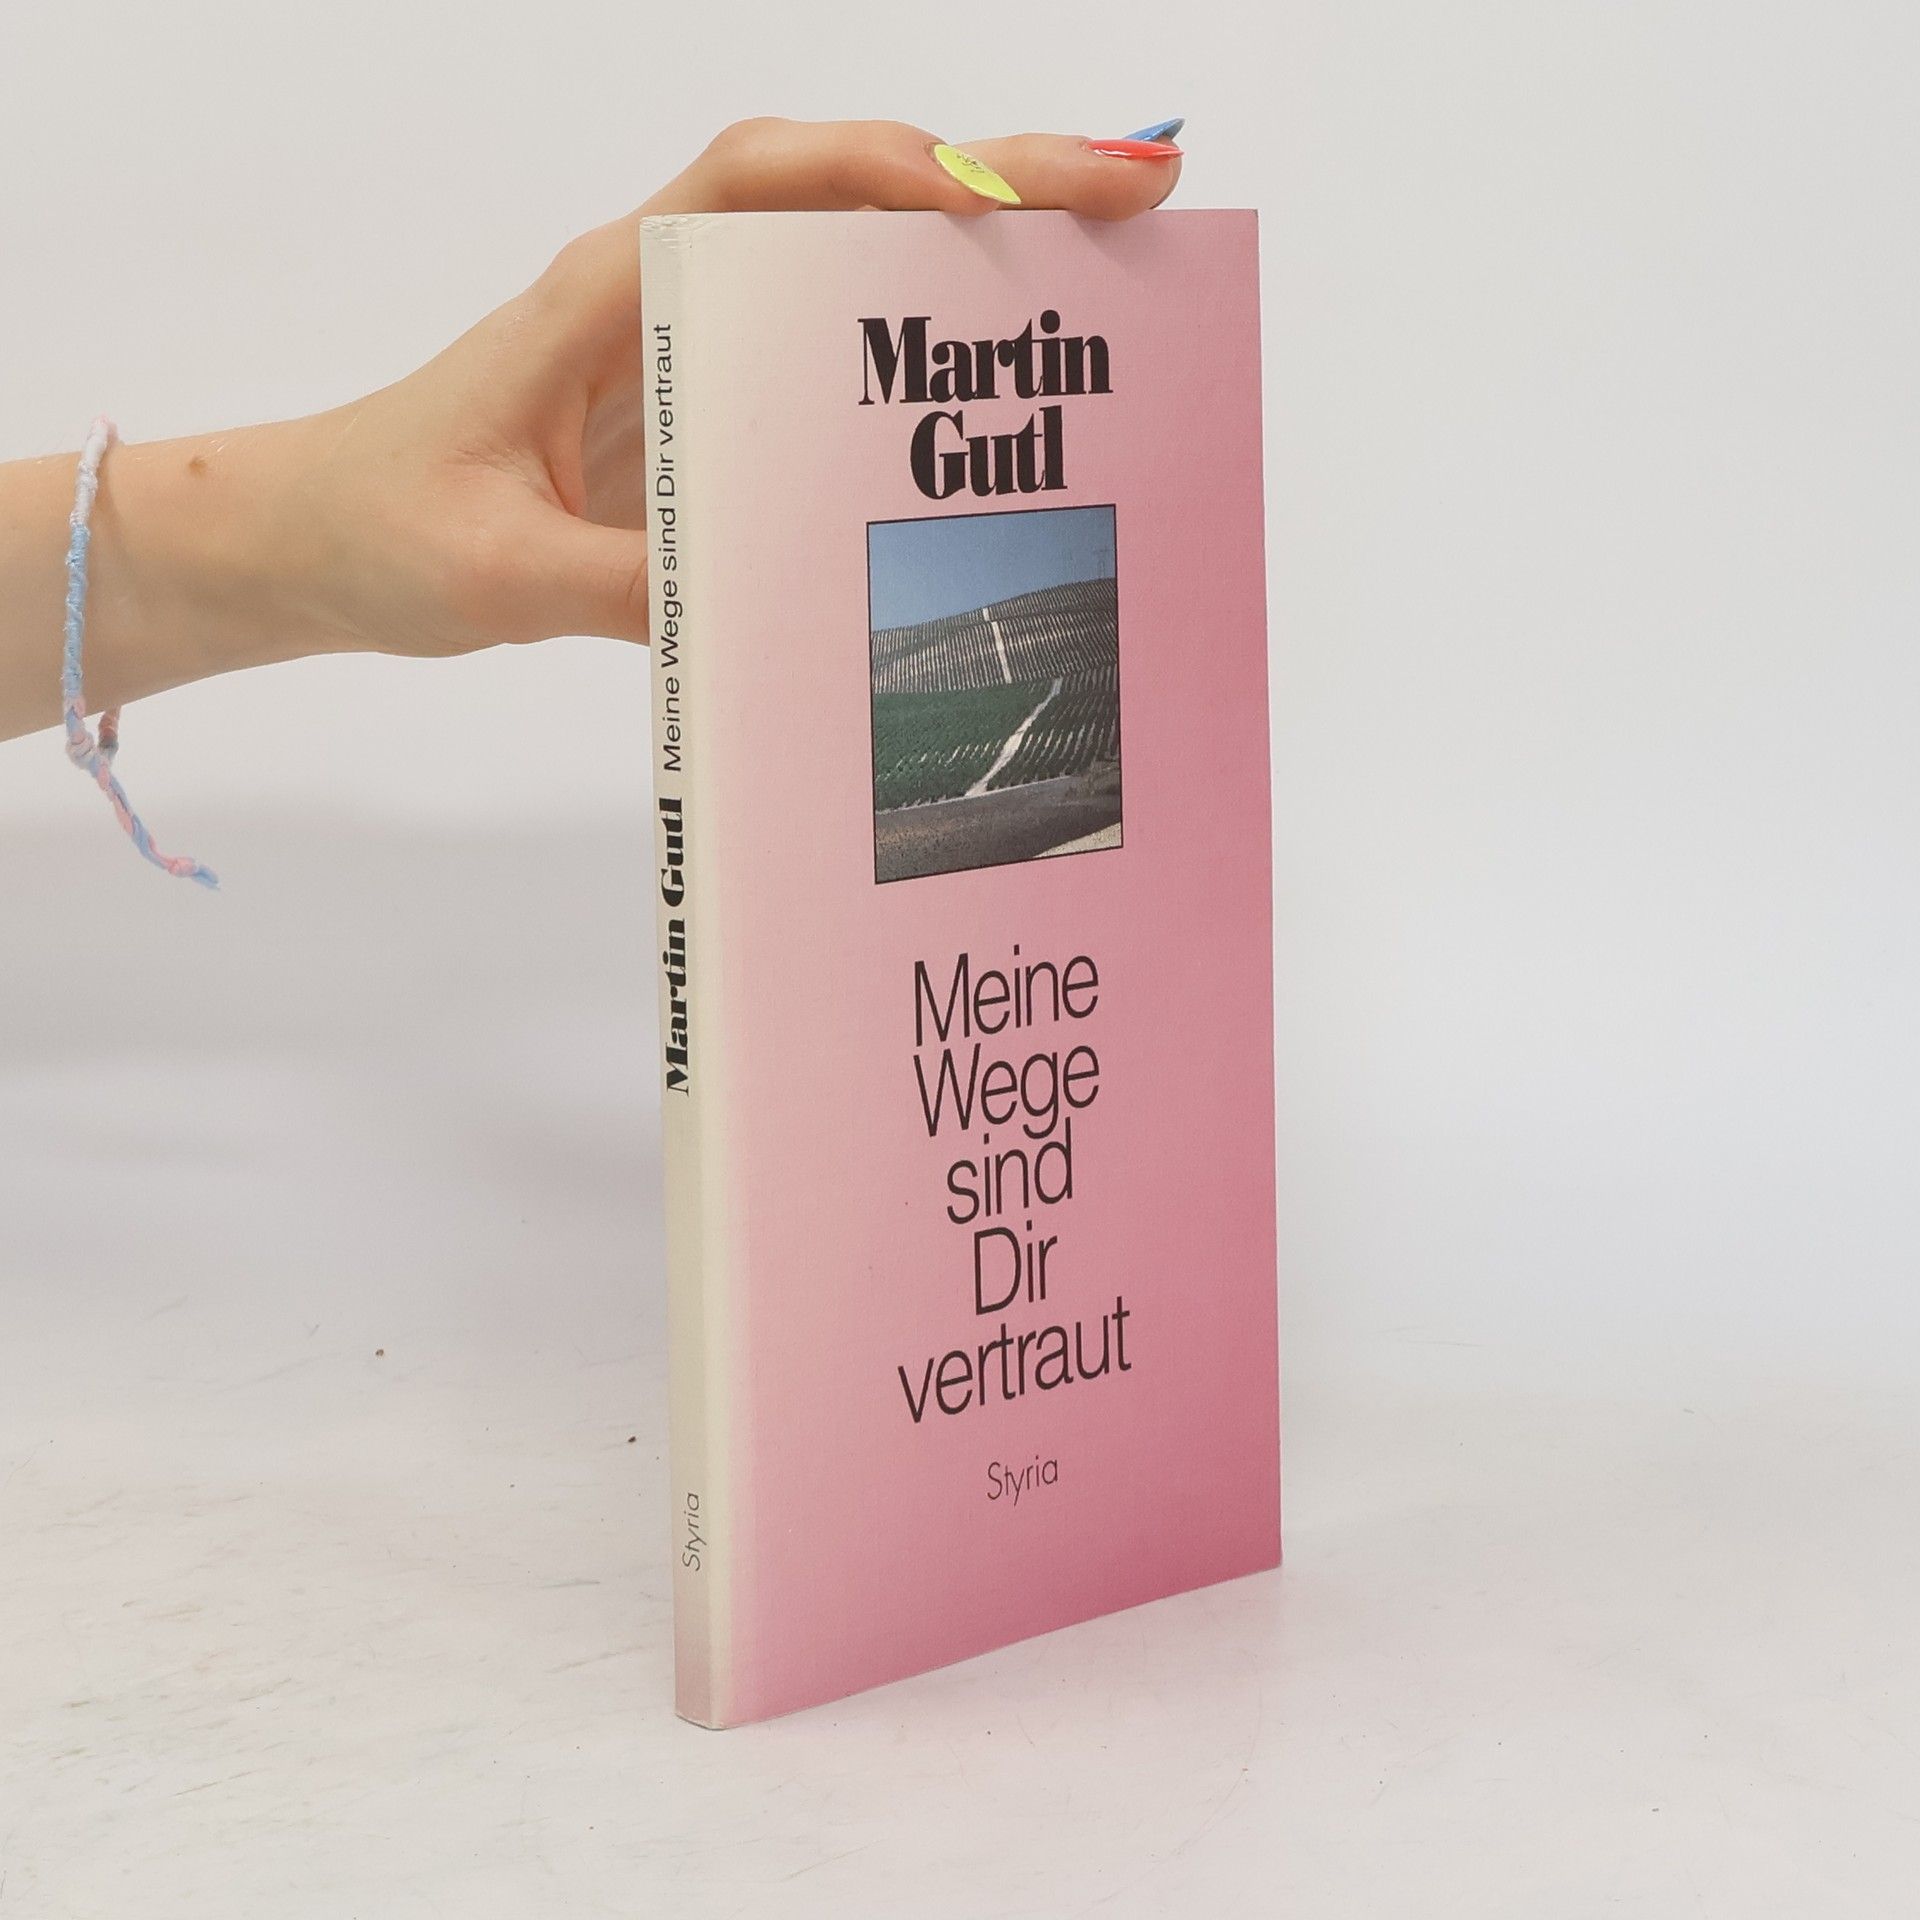 Martin Gutl Meine Wege sind Dir vertraut
Styria
Martin
Gutl
Meine
Wege
sind
Dir
vertraut
Styria